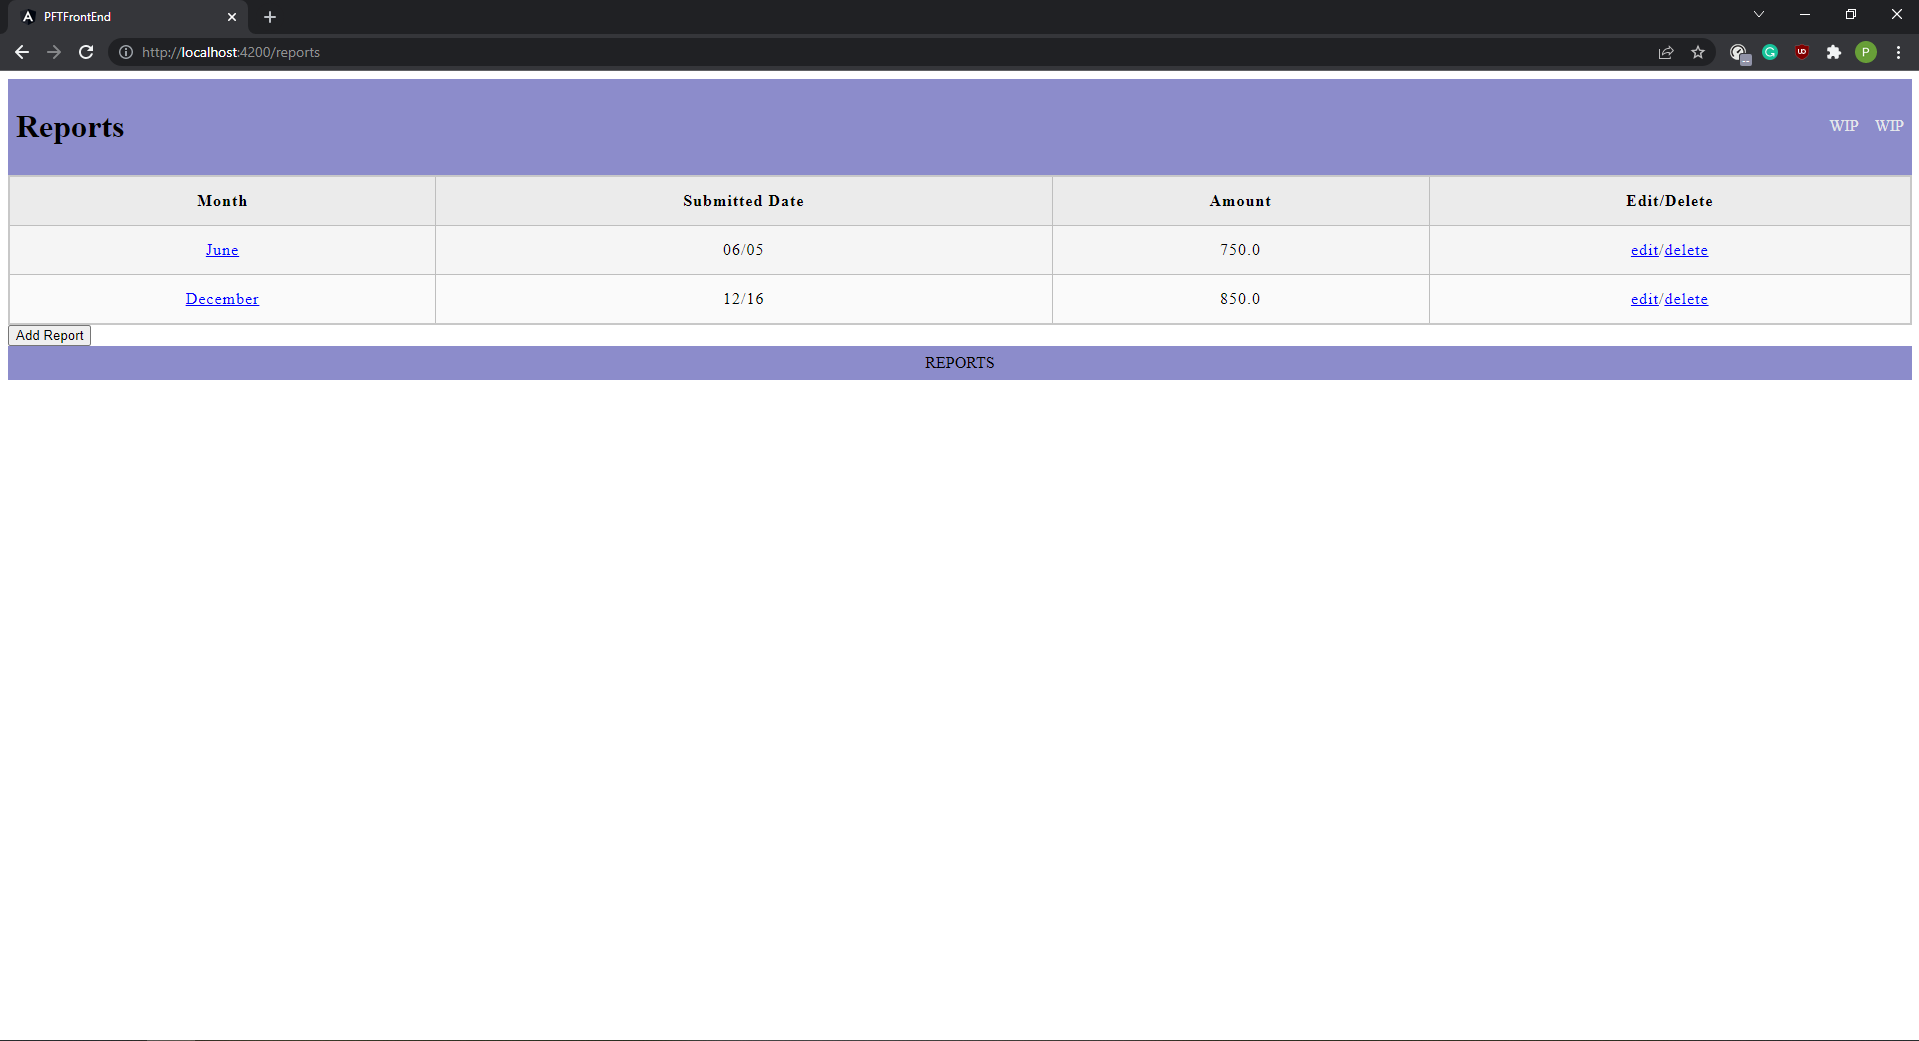 PFTFrontEnd
http://localhost:4200/reports
P
Reports
WIP WIP
Month Submitted Date Amount Edit/Delete
June 06/05 750.0 edit/delete
December 12/16 850.0 edit/delete
Add Report
REPORTS